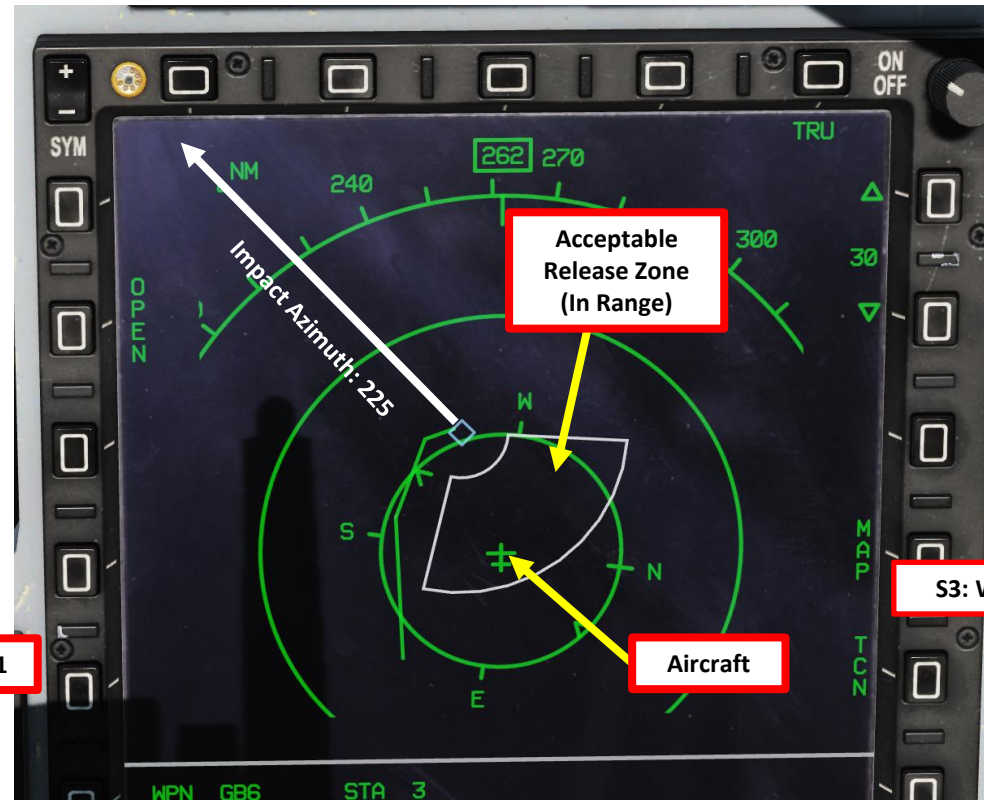 +
-
SYM
ON
OFF
TRU
NM
240
262 270
300
30
Acceptable
Release Zone
(In Range)
Impact Azimuth: 225
OPEN
W
S
N
E
MAP
S3:
1
Aircraft
TCN
WPN GB6 STA 3